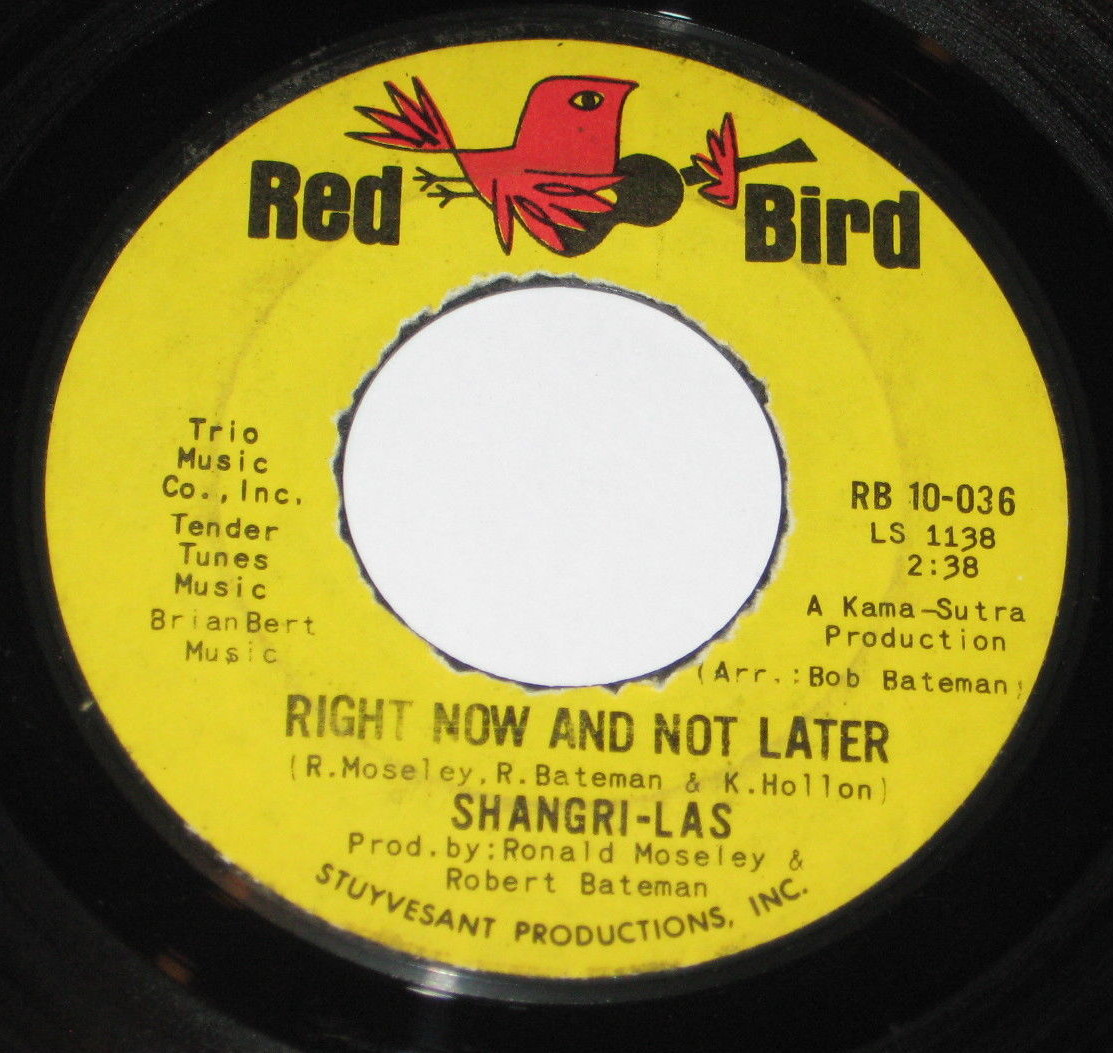 Red Bird
Trio
Music
Co., Inc.
Tender
Tunes
Music
BrianBert
Music
RB 10-036
LS 1138
2:38
A Kama-Sutra
Production
(Arr.:Bob Bateman)
RIGHT NOW AND NOT LATER
(R.Moseley,R.Bateman & K.Hollon)
SHANGRI-LAS
Prod.by:Ronald Moseley &
Robert Bateman
STUYVESANT PRODUCTIONS, INC.